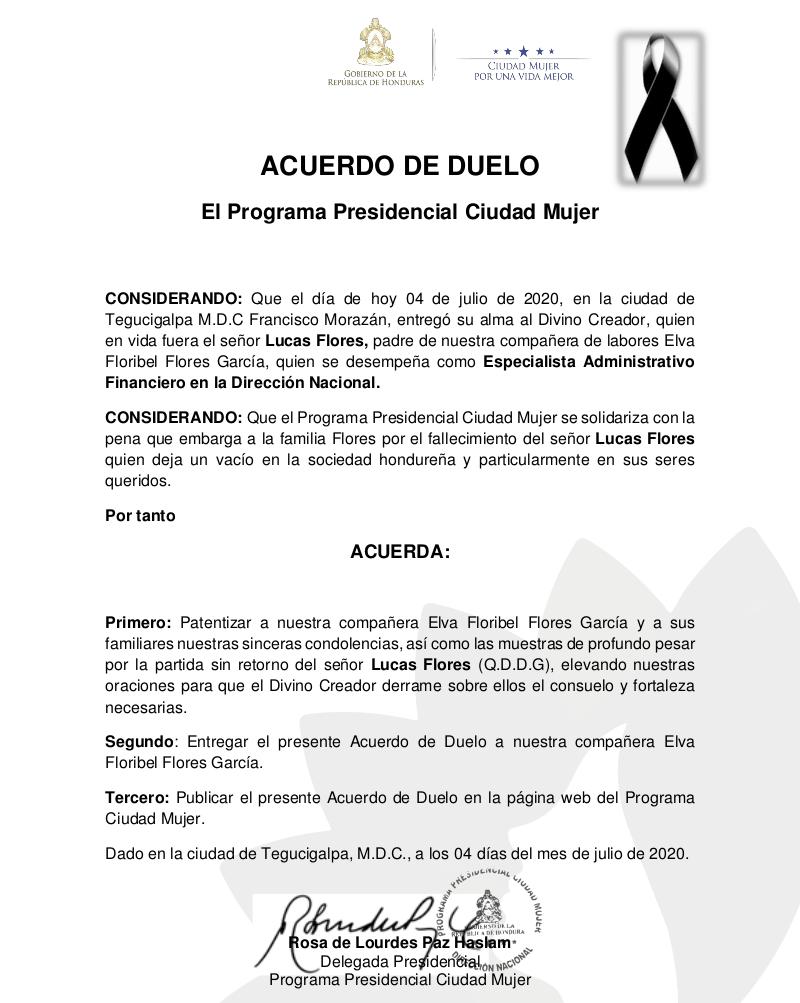 GOBIERNO DE LA
REPÚBLICA DE HONDURAS
CIUDAD MUJER
POR UNA VIDA MEJOR
ACUERDO DE DUELO
El Programa Presidencial Ciudad Mujer
CONSIDERANDO: Que el día de hoy 04 de julio de 2020, en la ciudad de
Tegucigalpa M.D.C Francisco Morazán, entregó su alma al Divino Creador, quien
en vida fuera el señor Lucas Flores, padre de nuestra compañera de labores Elva
Floribel Flores García, quien se desempeña como Especialista Administrativo
Financiero en la Dirección Nacional.
CONSIDERANDO: Que el Programa Presidencial Ciudad Mujer se solidariza con la
pena que embarga a la familia Flores por el fallecimiento del señor Lucas Flores
quien deja un vacío en la sociedad hondureña y particularmente en sus seres
queridos.
Por tanto
ACUERDA:
Primero: Patentizar a nuestra compañera Elva Floribel Flores García y a sus
familiares nuestras sinceras condolencias, así como las muestras de profundo pesar
por la partida sin retorno del señor Lucas Flores (Q.D.D.G), elevando nuestras
oraciones para que el Divino Creador derrame sobre ellos el consuelo y fortaleza
necesarias.
Segundo: Entregar el presente Acuerdo de Duelo a nuestra compañera Elva
Floribel Flores García.
Tercero: Publicar el presente Acuerdo de Duelo en la página web del Programa
Ciudad Mujer.
Dado en la ciudad de Tegucigalpa, M.D.C., a los 04 días del mes de julio de 2020.
PROGRAMA PRESIDENCIAL CIUDAD MUJER
GOBIERNO DE LA
REPÚBLICA DE HONDURAS
DIRECCIÓN NACIONAL
Rosa de Lourdes Paz Haslam
Delegada Presidencial
Programa Presidencial Ciudad Mujer